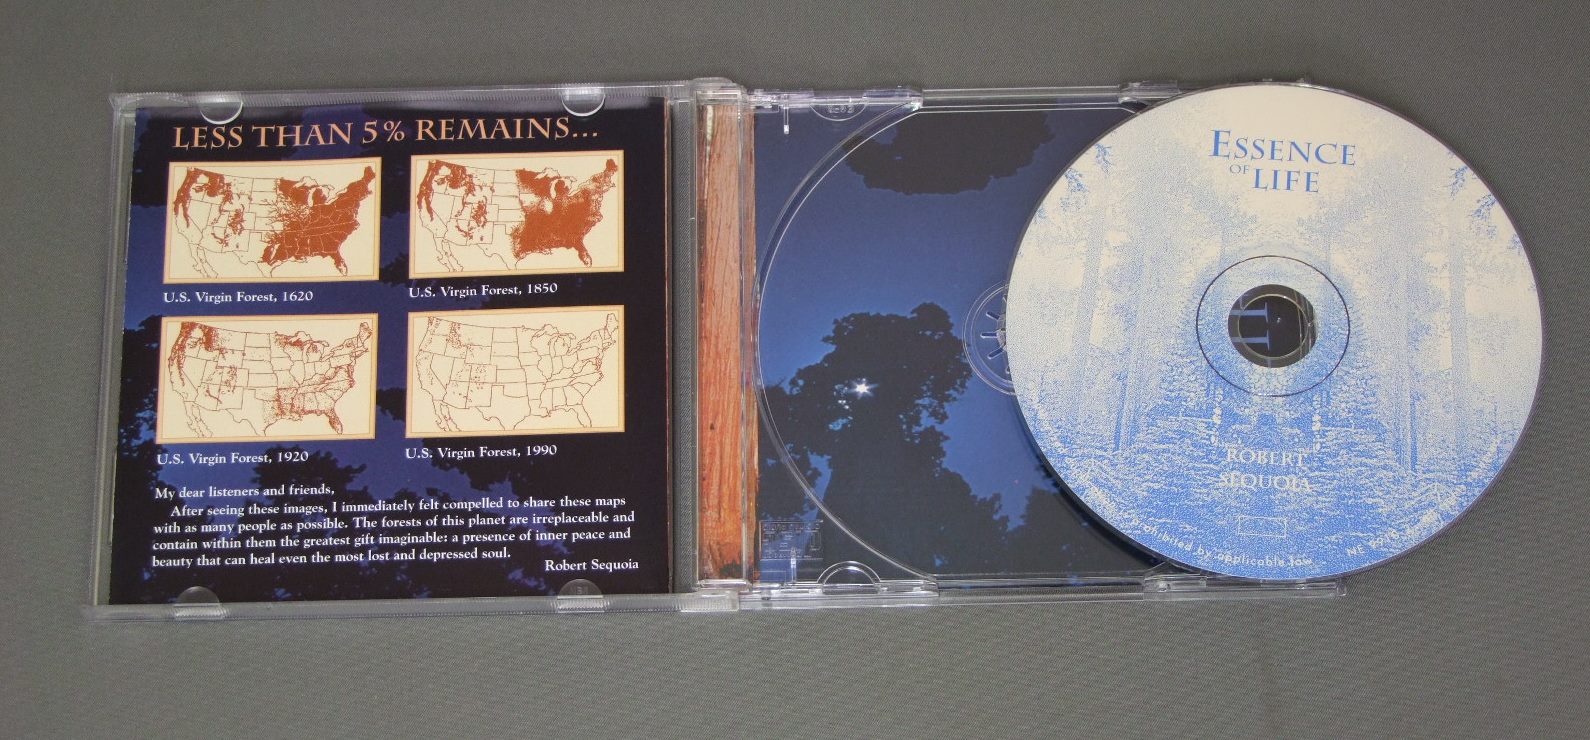 LESS THAN 5% REMAINS...
U.S. Virgin Forest, 1620
U.S. Virgin Forest, 1850
U.S. Virgin Forest, 1920
U.S. Virgin Forest, 1990
My dear listeners and friends,
After seeing these images, I immediately felt compelled to share these maps
with as many people as possible. The forests of this planet are irreplaceable and
contain within them the greatest gift imaginable: a presence of inner peace and
beauty that can heal even the most lost and depressed soul.
Robert Sequoia
ESSENCE
OF LIFE
ROBERT
SEQUOIA
prohibited by applicable law